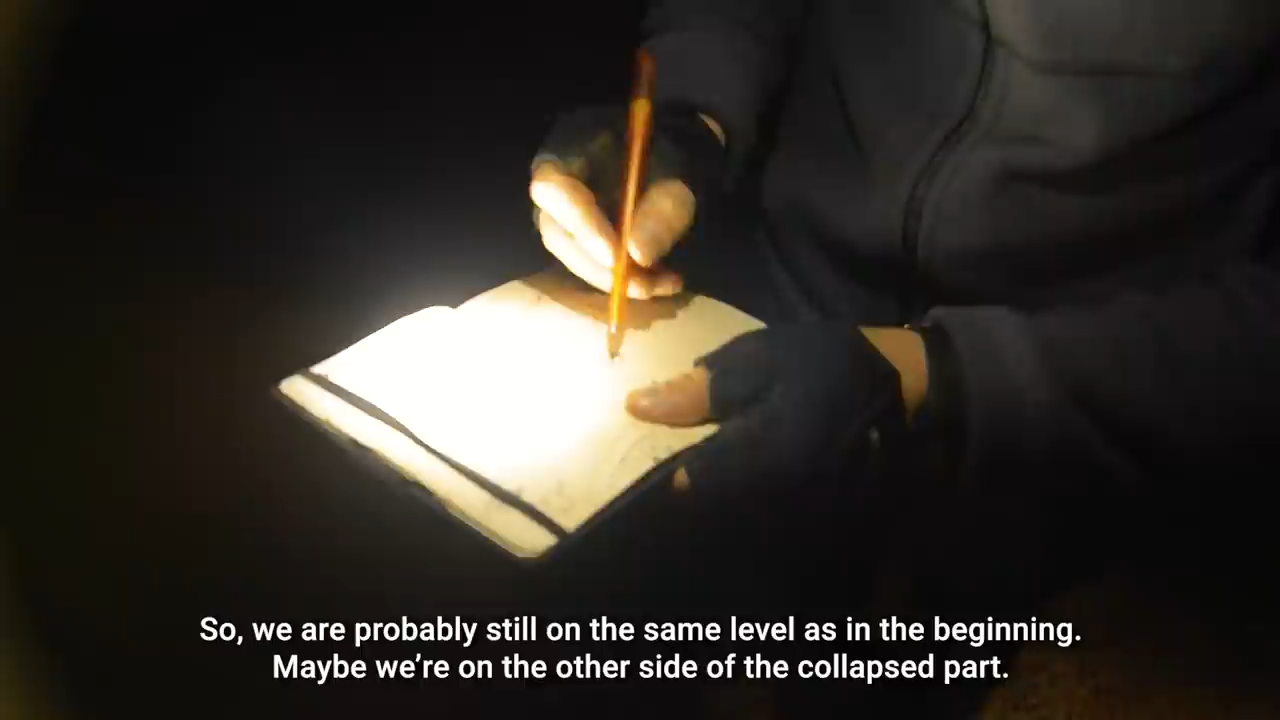 So, we are probably still on the same level as in the beginning.
Maybe we’re on the other side of the collapsed part.